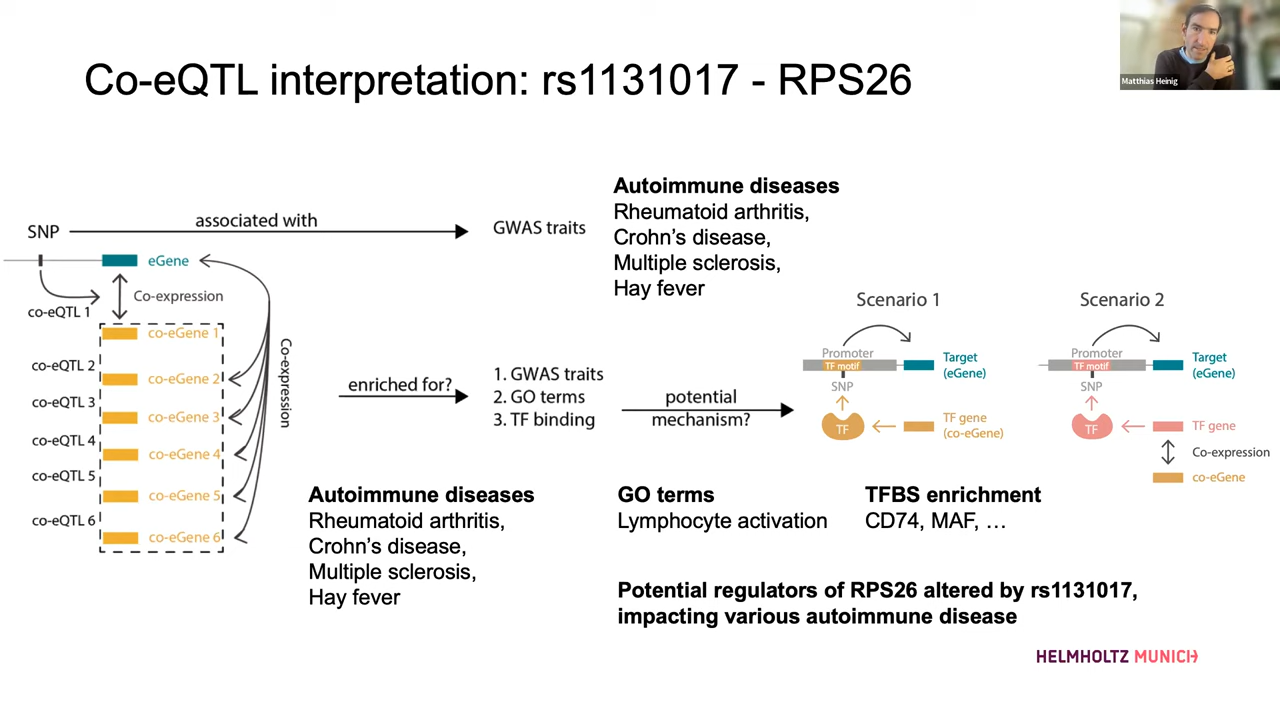 Matthias Heinig
Co-eQTL interpretation: rs1131017 - RPS26
SNP
associated with
GWAS traits
Autoimmune diseases
Rheumatoid arthritis,
Crohn's disease,
Multiple sclerosis,
Hay fever
eGene
Co-expression
co-eQTL 1
co-eGene 1
co-eQTL 2
co-eGene 2
co-eQTL 3
co-eGene 3
co-eQTL 4
co-eGene 4
co-eQTL 5
co-eGene 5
co-eQTL 6
co-eGene 6
Co-expression
enriched for?
1. GWAS traits
2. GO terms
3. TF binding
potential
mechanism?
Scenario 1
Promoter
TF motif
Target
(eGene)
SNP
TF
TF gene
(co-eGene)
Scenario 2
Promoter
TF motif
Target
(eGene)
SNP
TF
TF gene
Co-expression
co-eGene
Autoimmune diseases
Rheumatoid arthritis,
Crohn's disease,
Multiple sclerosis,
Hay fever
GO terms
Lymphocyte activation
TFBS enrichment
CD74, MAF, …
Potential regulators of RPS26 altered by rs1131017,
impacting various autoimmune disease
HELMHOLTZ MUNICH